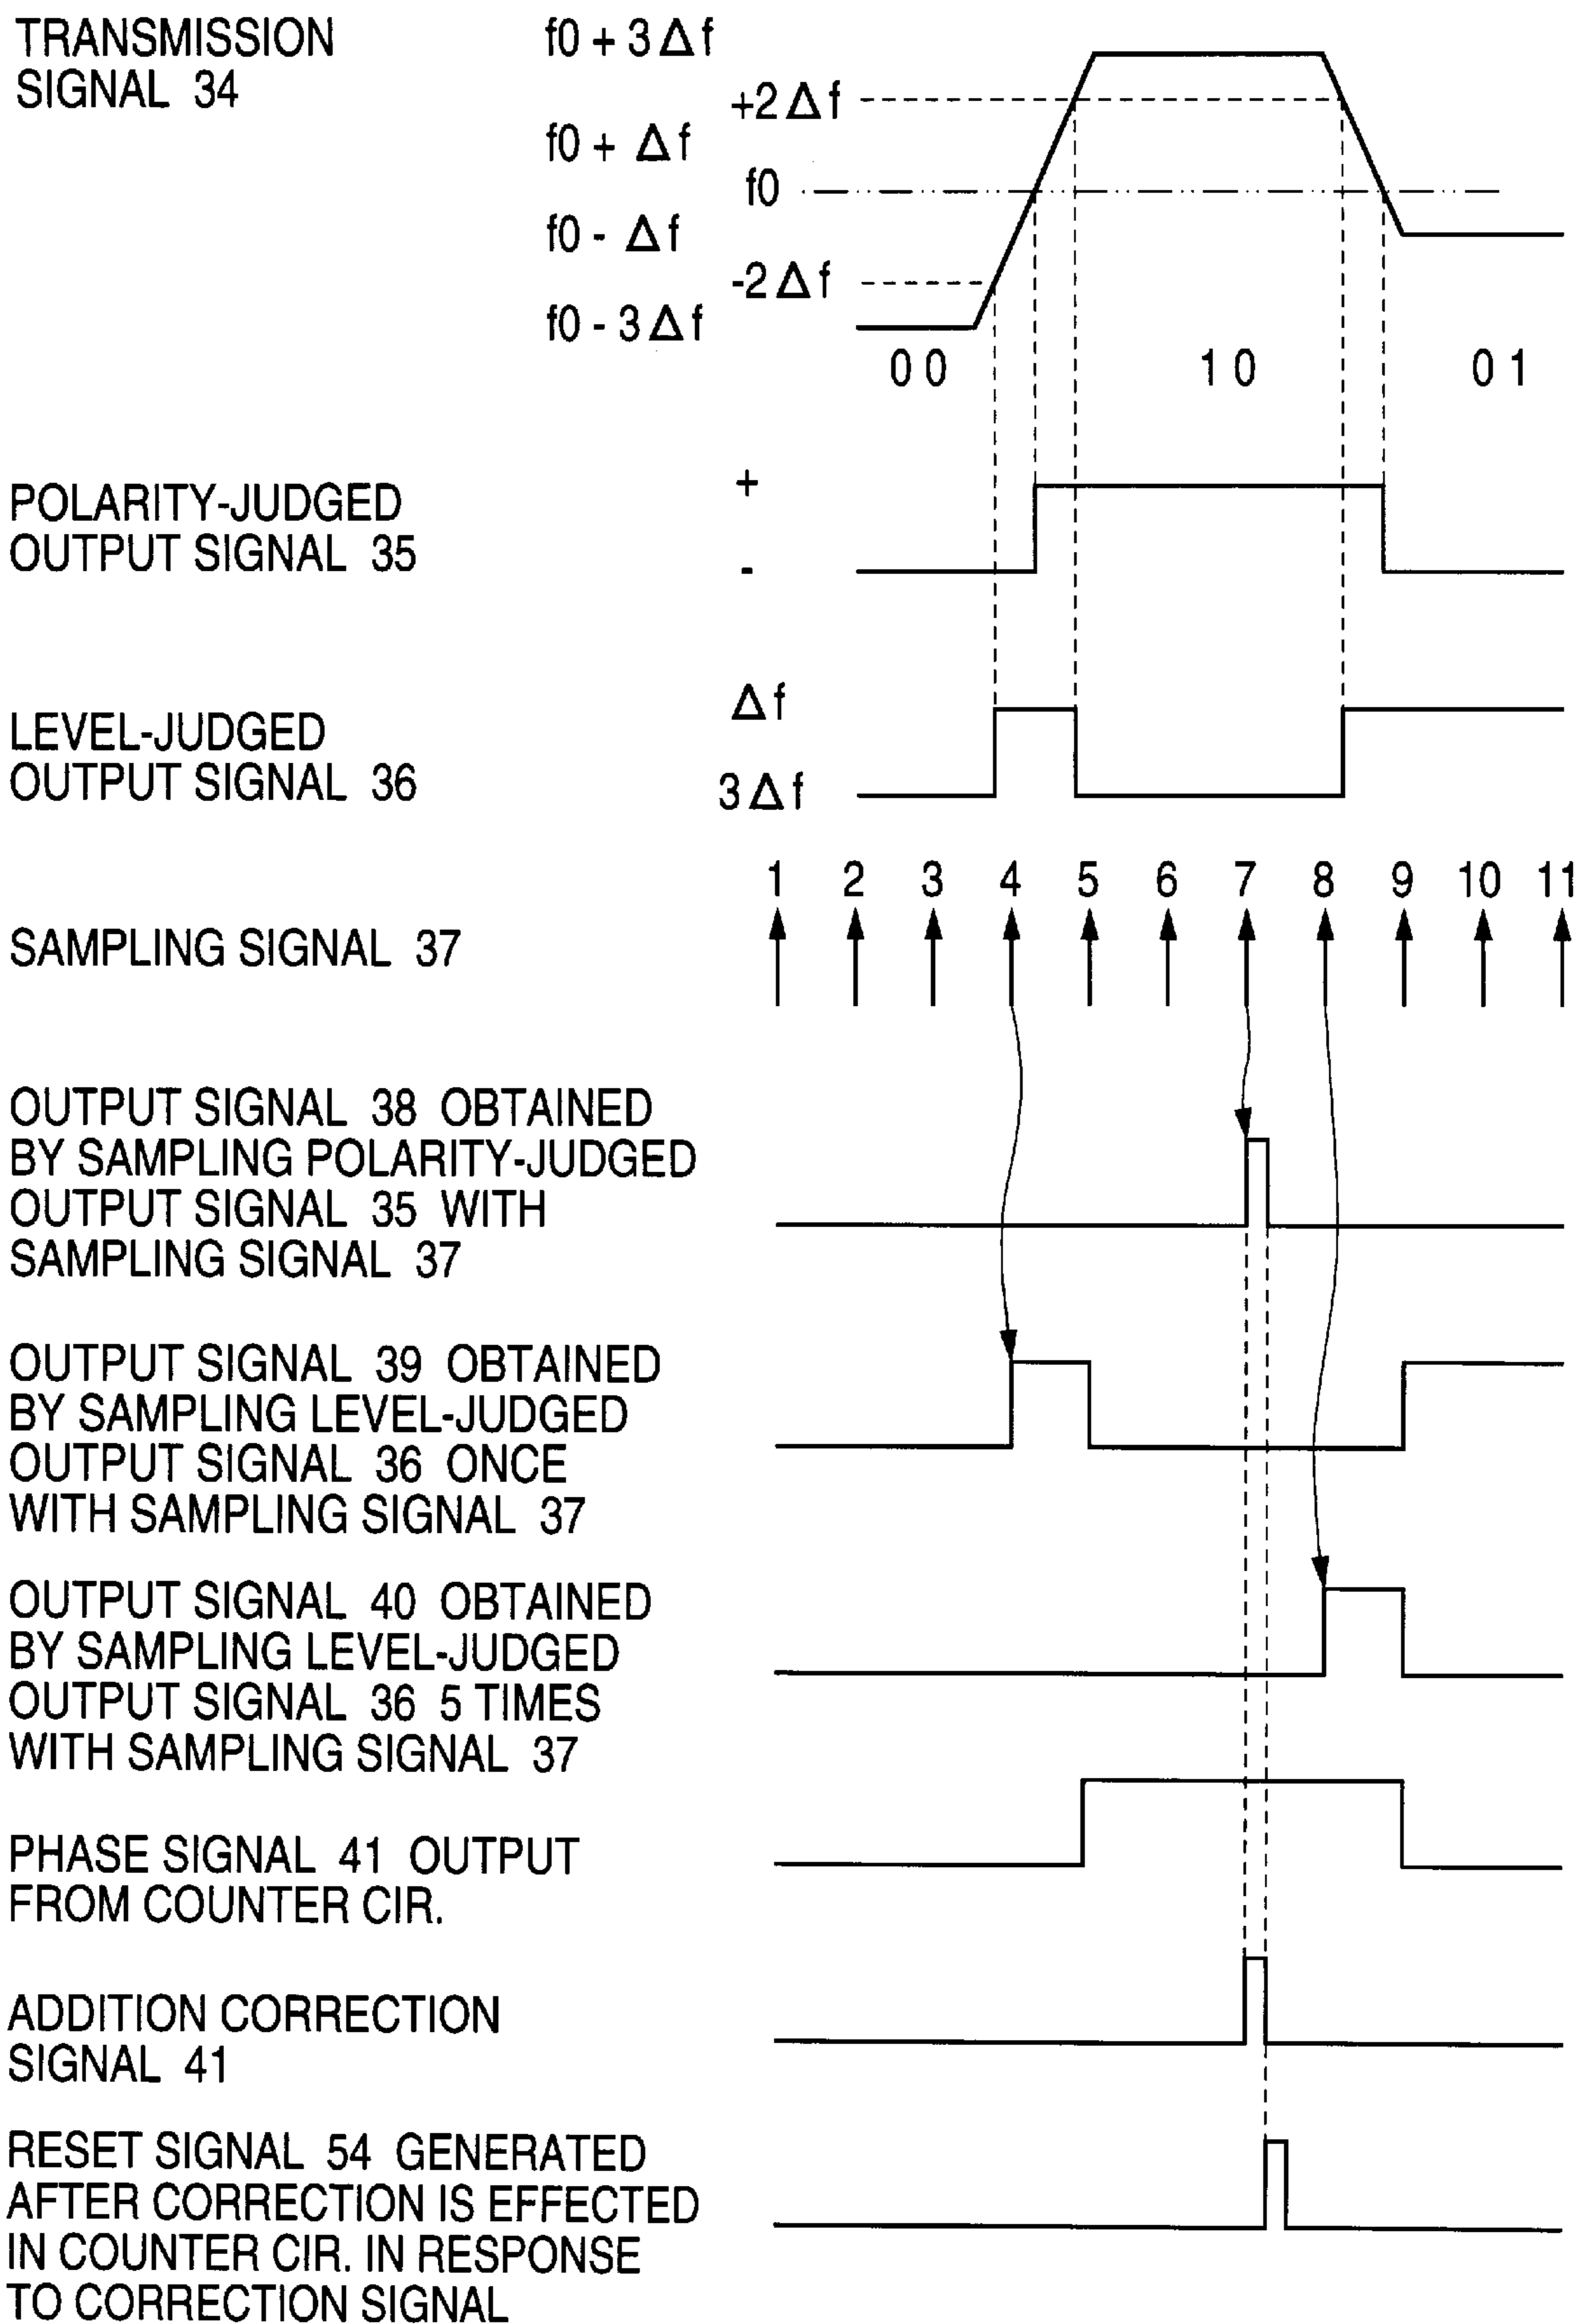 TRANSMISSION
SIGNAL 34
f0 + 3Δf
+2Δf
f0 + Δf
f0
f0 - Δf
-2Δf
f0 - 3Δf
00 10 01
POLARITY-JUDGED
OUTPUT SIGNAL 35
+
-
LEVEL-JUDGED
OUTPUT SIGNAL 36
Δf
3Δf
1 2 3 4 5 6 7 8 9 10 11
SAMPLING SIGNAL 37
OUTPUT SIGNAL 38 OBTAINED
BY SAMPLING POLARITY-JUDGED
OUTPUT SIGNAL 35 WITH
SAMPLING SIGNAL 37
OUTPUT SIGNAL 39 OBTAINED
BY SAMPLING LEVEL-JUDGED
OUTPUT SIGNAL 36 ONCE
WITH SAMPLING SIGNAL 37
OUTPUT SIGNAL 40 OBTAINED
BY SAMPLING LEVEL-JUDGED
OUTPUT SIGNAL 36 5 TIMES
WITH SAMPLING SIGNAL 37
PHASE SIGNAL 41 OUTPUT
FROM COUNTER CIR.
ADDITION CORRECTION
SIGNAL 41
RESET SIGNAL 54 GENERATED
AFTER CORRECTION IS EFFECTED
IN COUNTER CIR. IN RESPONSE
TO CORRECTION SIGNAL